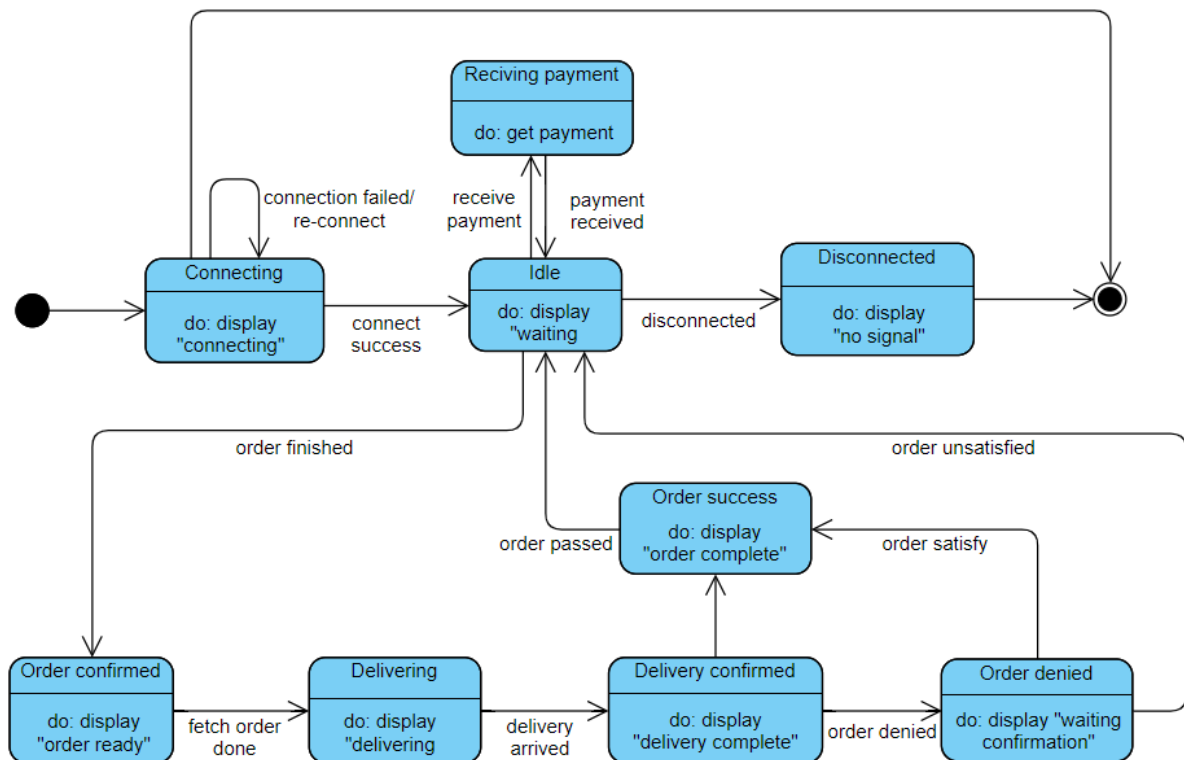 Reciving payment
do: get payment
connection failed/
re-connect
receive
payment
payment
received
Connecting
do: display
"connecting"
connect
success
Idle
do: display
"waiting
disconnected
Disconnected
do: display
"no signal"
order finished
order unsatisfied
Order success
do: display
"order complete"
order passed
order satisfy
Order confirmed
do: display
"order ready"
fetch order
done
Delivering
do: display
"delivering
delivery
arrived
Delivery confirmed
do: display
"delivery complete"
order denied
Order denied
do: display "waiting
confirmation"